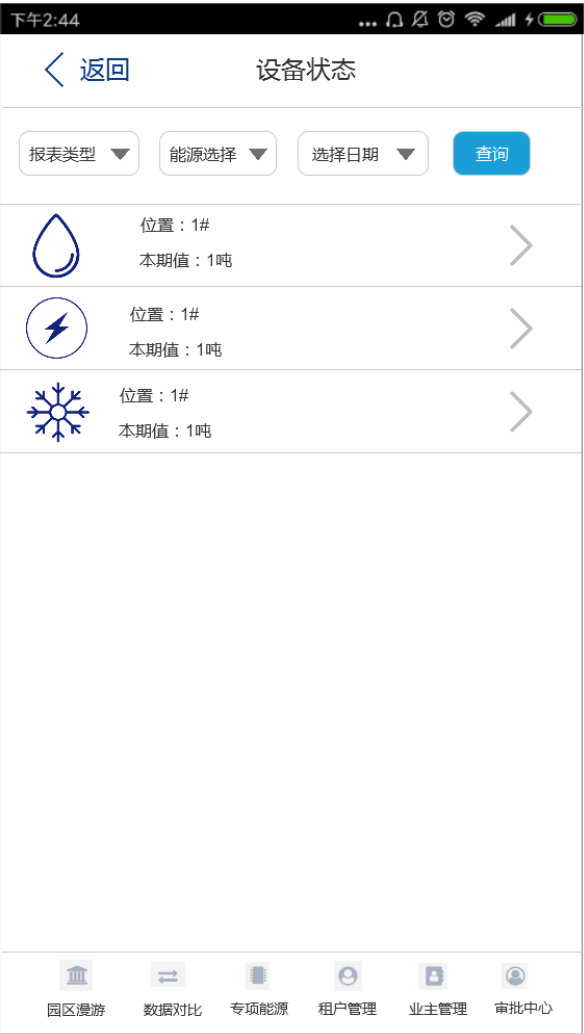 下午2:44
返回
设备状态
报表类型 能源选择 选择日期 查询
位置：1#
本期值：1吨
位置：1#
本期值：1吨
位置：1#
本期值：1吨
园区漫游 数据对比 专项能源 租户管理 业主管理 审批中心